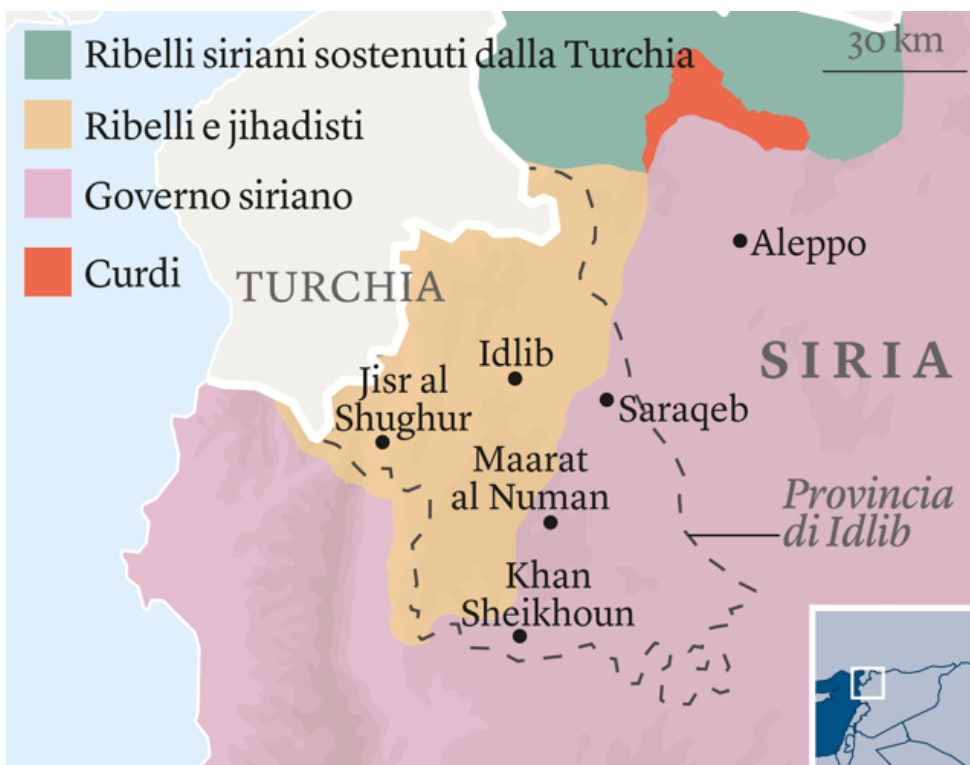 Ribelli siriani sostenuti dalla Turchia
Ribelli e jihadisti
Governo siriano
Curdi
30 km
TURCHIA
Aleppo
SIRIA
Idlib
Jisr al
Shughur
Saraqeb
Maarat
al Numan
Provincia
di Idlib
Khan
Sheikhoun